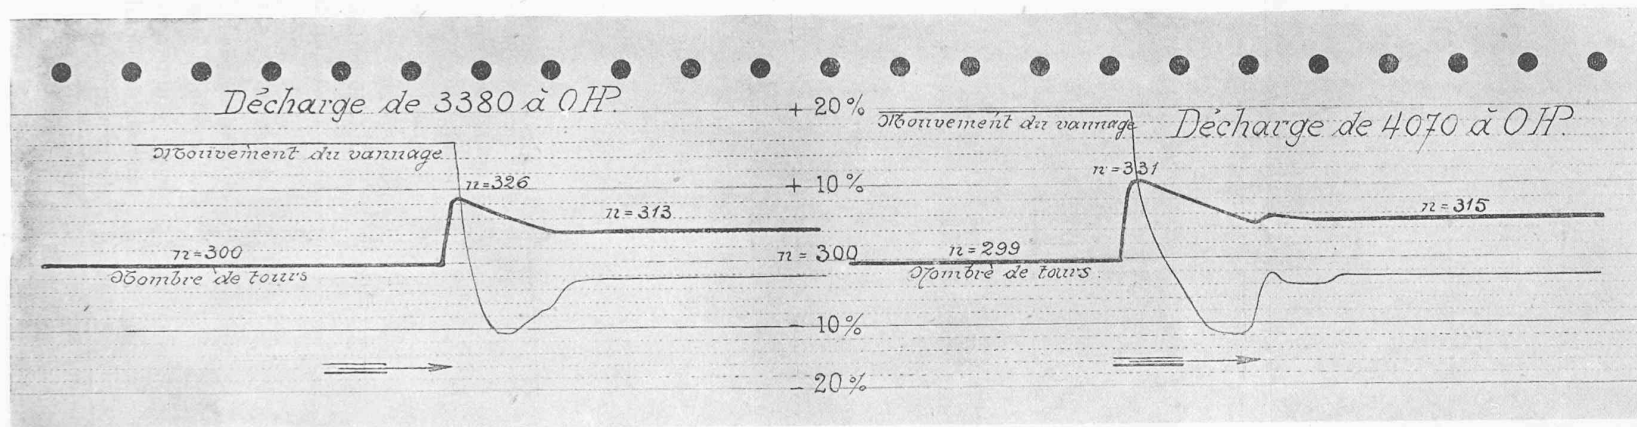 Décharge de 3380 à 0 HP.
Mouvement du vannage
n=326
n=313
n=300
Nombre de tours
+ 20%
+ 10%
n=300
- 10%
- 20%
Décharge de 4070 à 0 HP.
Mouvement du vannage
n=331
n=315
n=299
Nombre de tours.